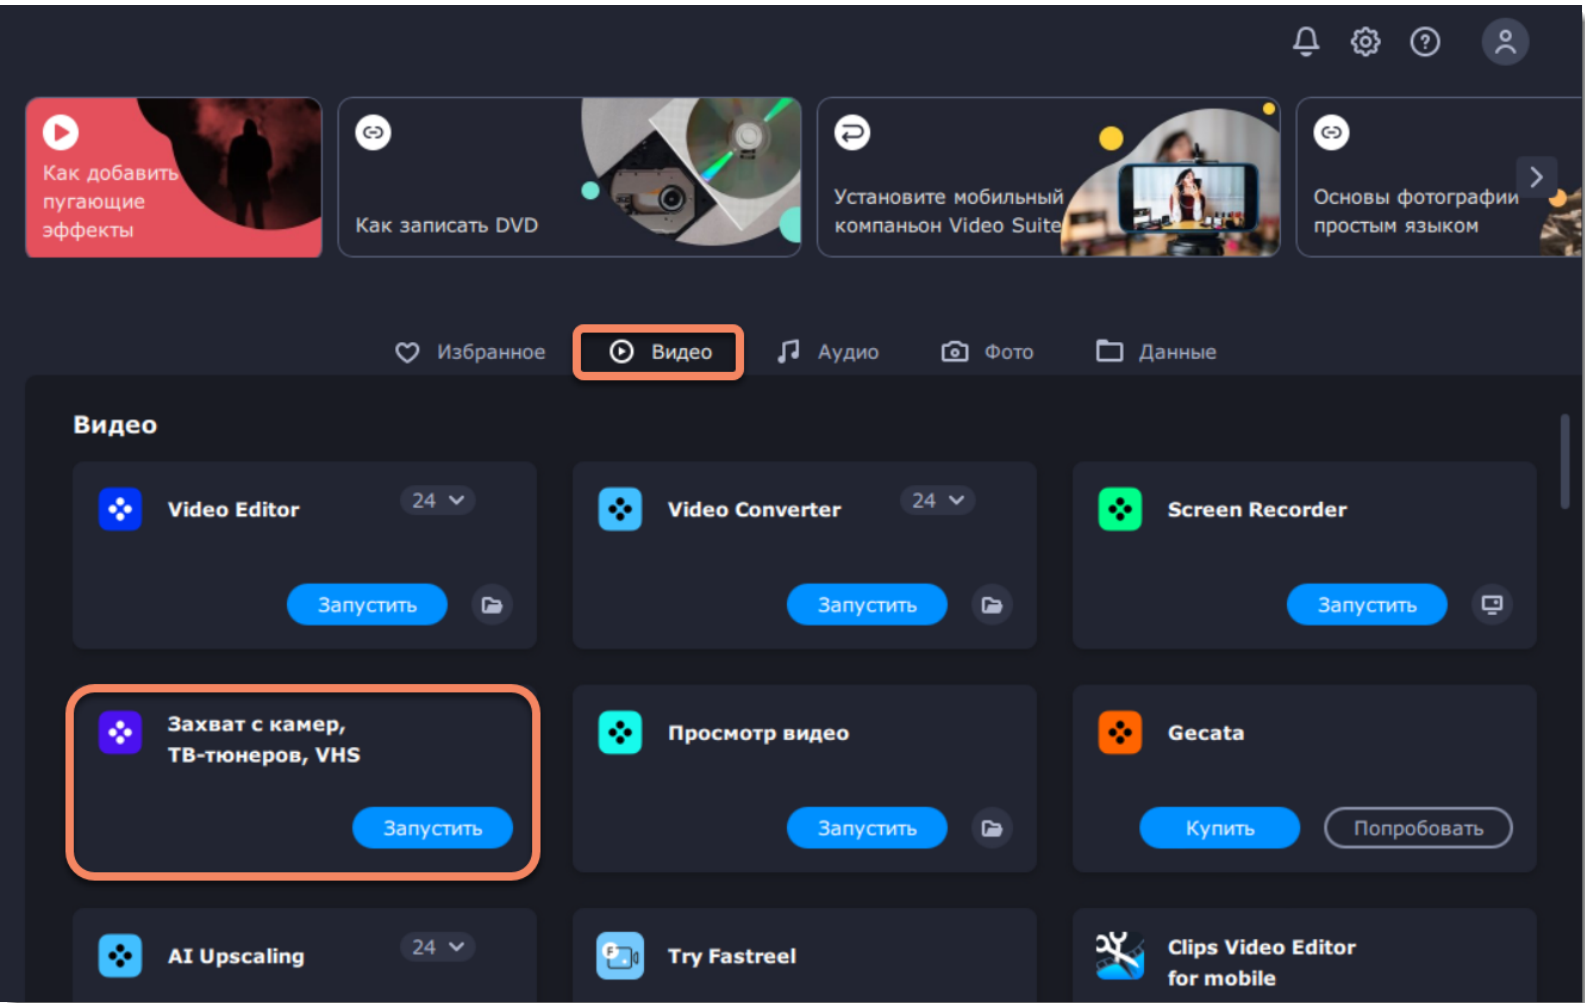 Как добавить
пугающие
эффекты
Как записать DVD
Установите мобильный
компаньон Video Suite
Основы фотографии
простым языком
Избранное
Видео
Аудио
Фото
Данные
Видео
Video Editor
24
Запустить
Video Converter
24
Запустить
Screen Recorder
Запустить
Захват с камер,
ТВ-тюнеров, VHS
Запустить
Просмотр видео
Запустить
Gecata
Купить
Попробовать
AI Upscaling
24
F
Try Fastreel
Clips Video Editor
for mobile